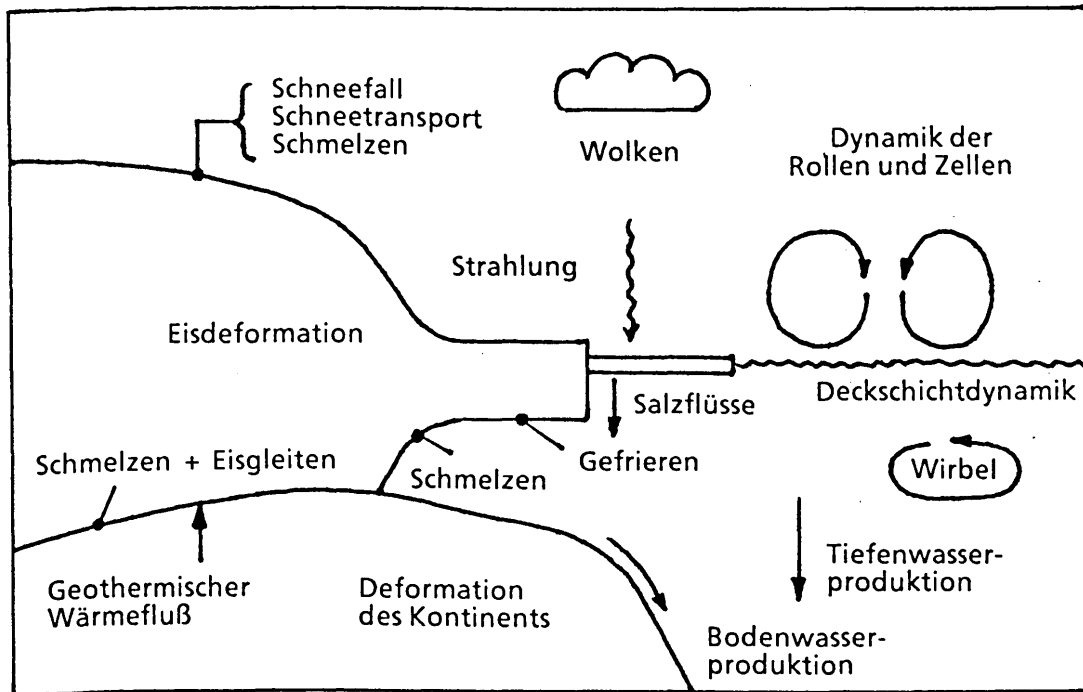 Schneefall
Schneetransport
Schmelzen
Wolken
Dynamik der
Rollen und Zellen
Strahlung
Eisdeformation
Salzflüsse
Deckschichtdynamik
Schmelzen + Eisgleiten
Schmelzen
Gefrieren
Wirbel
Geothermischer
Wärmefluß
Deformation
des Kontinents
Tiefenwasser-
produktion
Bodenwasser-
produktion